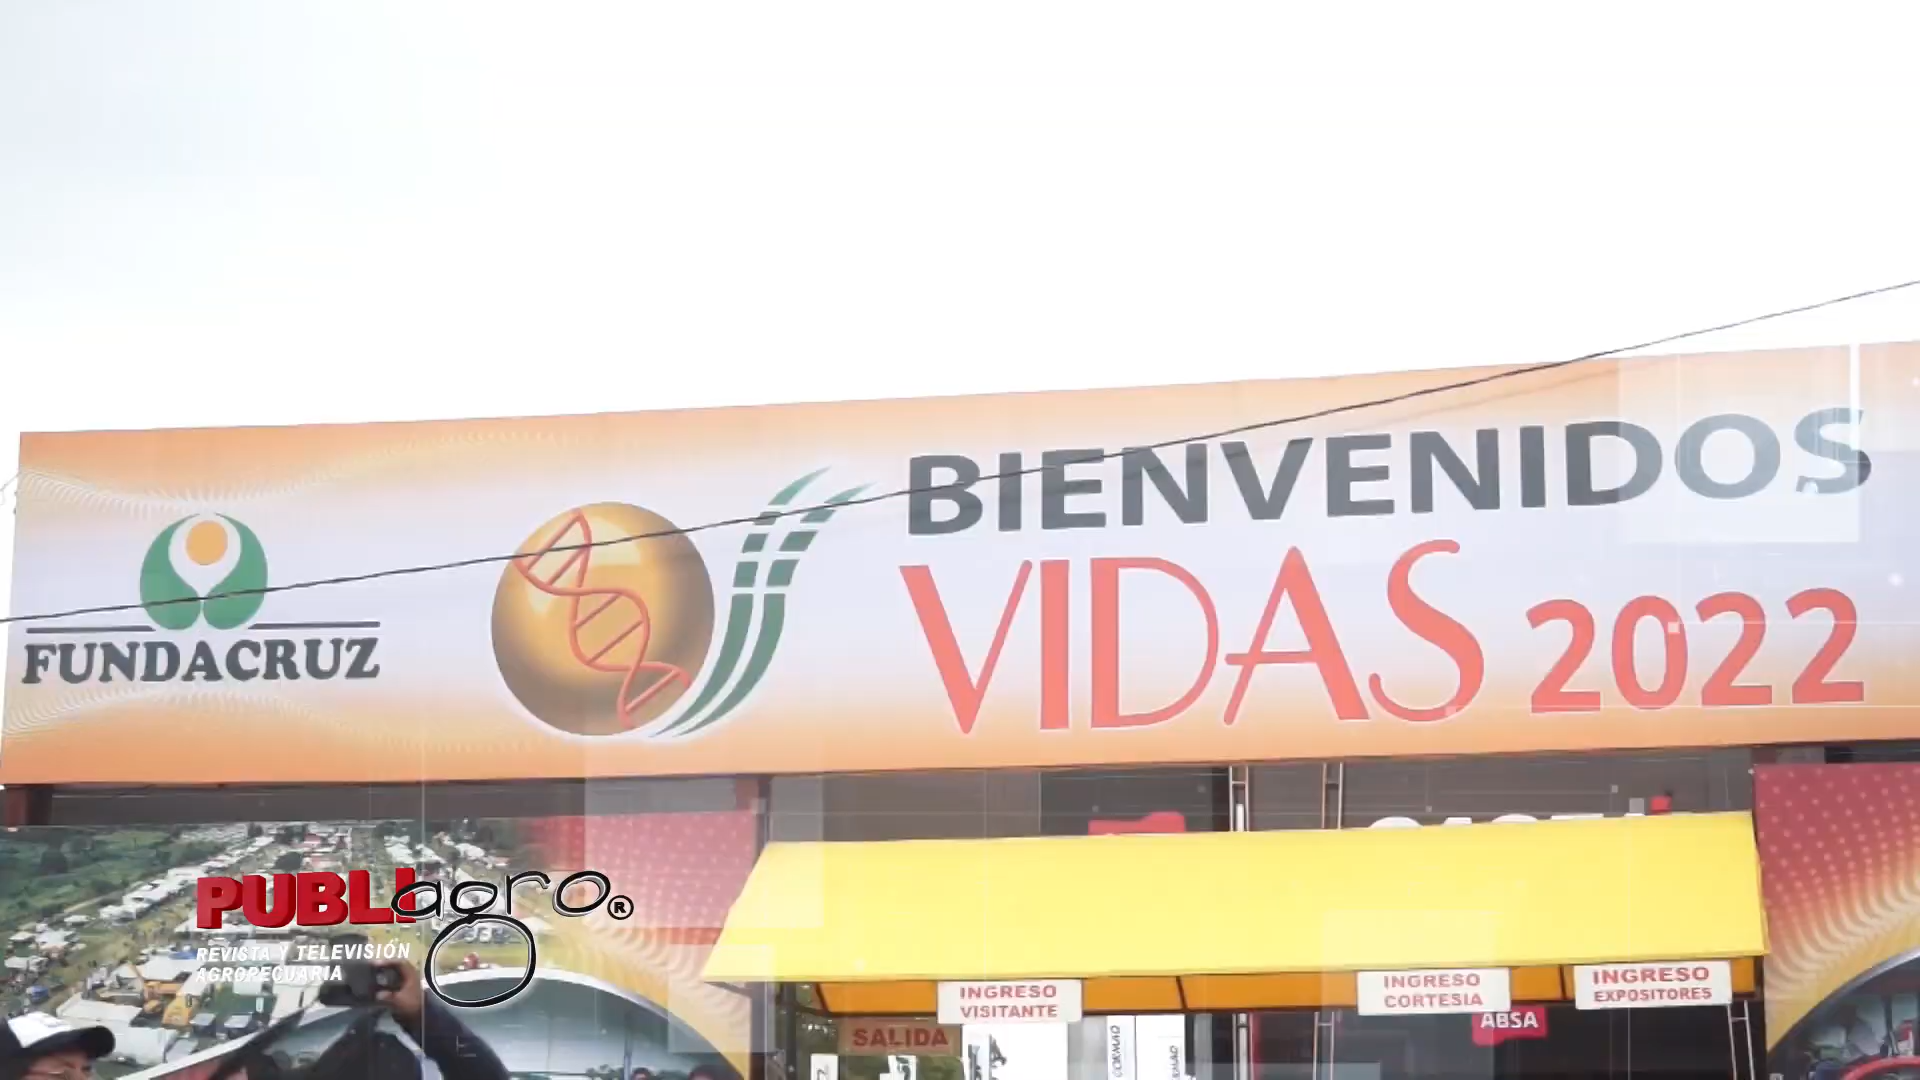 BIENVENIDOS
VIDAS 2022
FUNDACRUZ
PUBLIagro®
REVISTA Y TELEVISIÓN
AGROPECUARIA
INGRESO
VISITANTE
INGRESO
CORTESIA
INGRESO
EXPOSITORES
SALIDA
ABSA